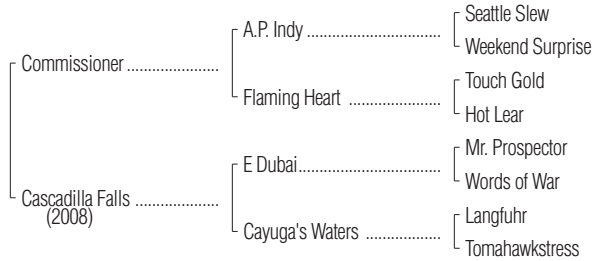 Seattle Slew
A.P. Indy ........................
Weekend Surprise
Commissioner .....................
Touch Gold
Flaming Heart .....................
Hot Lear
Mr. Prospector
E Dubai.........................
Words of War
Cascadilla Falls ...................
(2008)
Langfuhr
Cayuga's Waters .................
Tomahawkstress